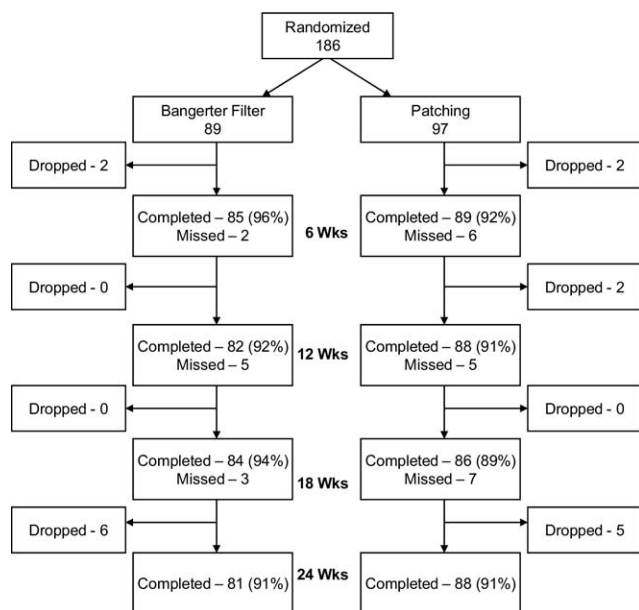 Randomized
186
Bangerter Filter
89
Patching
97
Dropped - 2
Dropped - 2
Completed – 85 (96%)
Missed – 2
6 Wks
Completed – 89 (92%)
Missed – 6
Dropped - 0
Dropped - 2
Completed – 82 (92%)
Missed – 5
12 Wks
Completed – 88 (91%)
Missed – 5
Dropped - 0
Dropped - 0
Completed – 84 (94%)
Missed – 3
18 Wks
Completed – 86 (89%)
Missed – 7
Dropped - 6
Dropped - 5
Completed – 81 (91%)
24 Wks
Completed – 88 (91%)